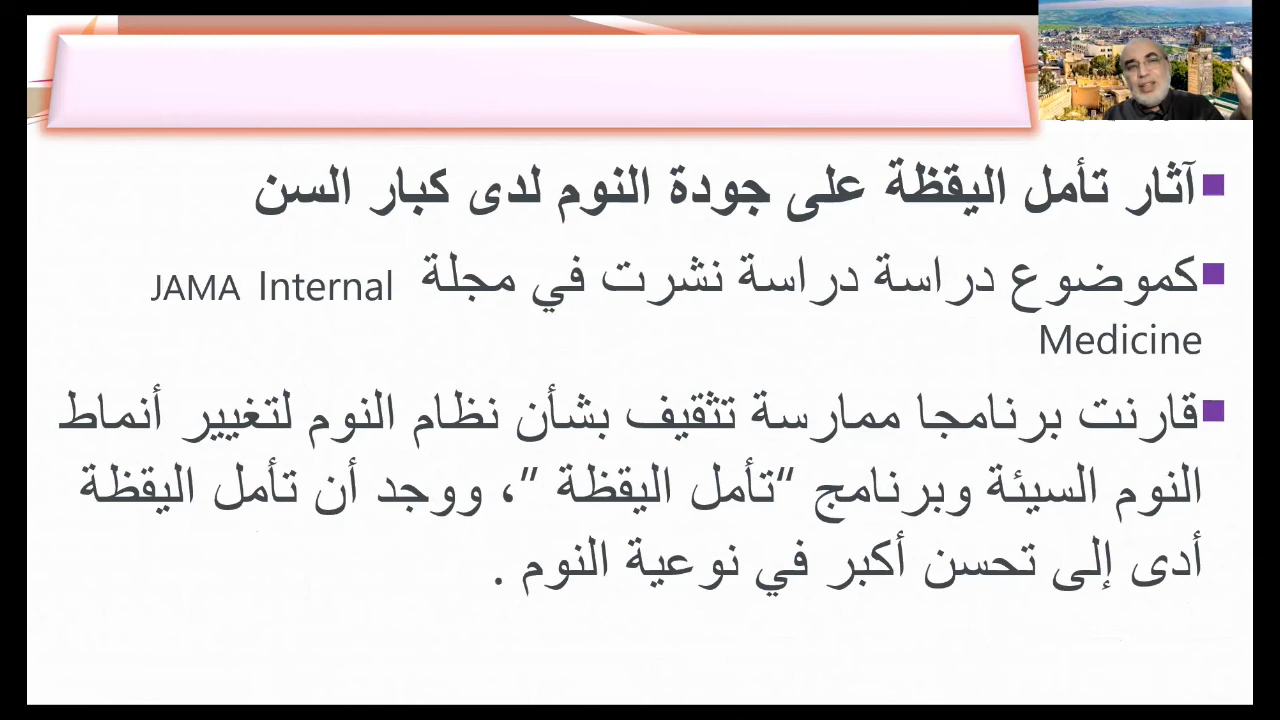 آثار تأمل اليقظة على جودة النوم لدى كبار السن
كموضوع دراسة دراسة نشرت في مجلة JAMA Internal
Medicine
قارنت برنامجا ممارسة تثقيف بشأن نظام النوم لتغيير أنماط
النوم السيئة وبرنامج “تأمل اليقظة ”، ووجد أن تأمل اليقظة
أدى إلى تحسن أكبر في نوعية النوم .